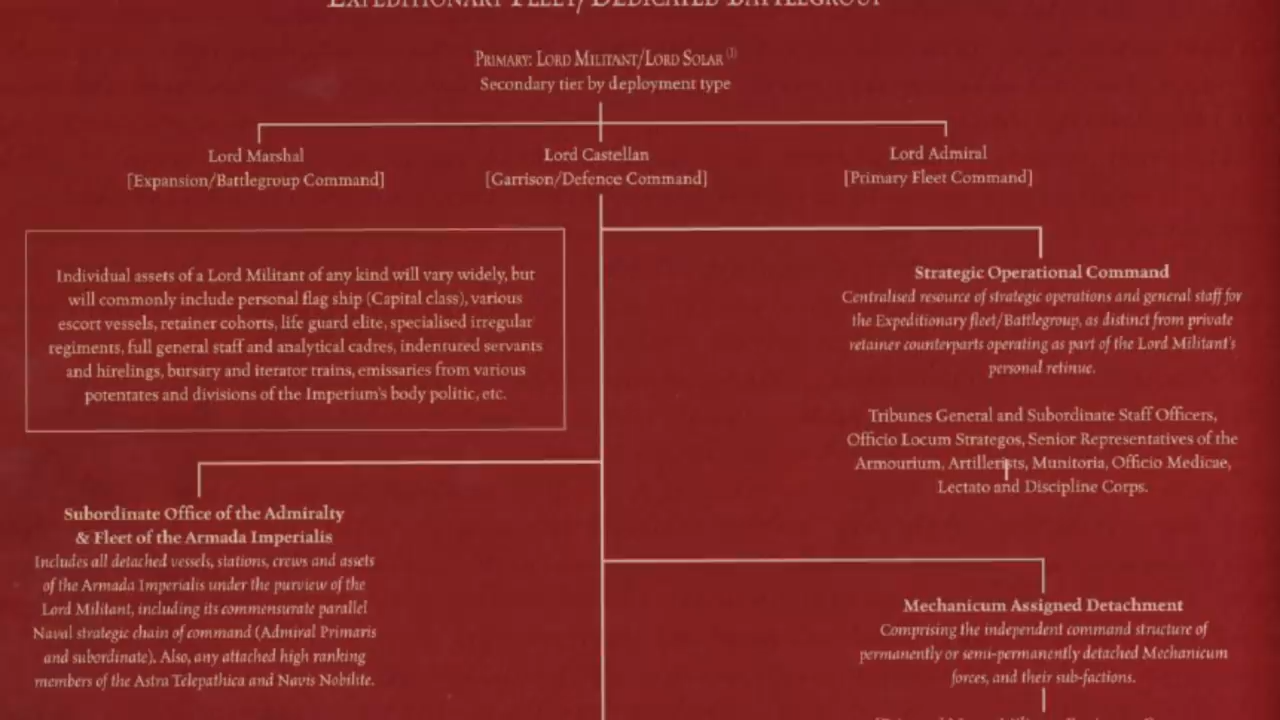 EXPEDITIONARY FLEET/DEDICATED BATTLEGROUP
PRIMARY: LORD MILITANT/LORD SOLAR (1)
Secondary tier by deployment type
Lord Marshal
[Expansion/Battlegroup Command]
Lord Castellan
[Garrison/Defence Command]
Lord Admiral
[Primary Fleet Command]
Individual assets of a Lord Militant of any kind will vary widely, but
will commonly include personal flag ship (Capital class), various
escort vessels, retainer cohorts, life guard elite, specialised irregular
regiments, full general staff and analytical cadres, indentured servants
and hirelings, bursary and iterator trains, emissaries from various
potentates and divisions of the Imperium's body politic, etc.
Strategic Operational Command
Centralised resource of strategic operations and general staff for
the Expeditionary fleet/Battlegroup, as distinct from private
retainer counterparts operating as part of the Lord Militant's
personal retinue.
Tribunes General and Subordinate Staff Officers,
Officio Locum Strategos, Senior Representatives of the
Armourium, Artillerists, Munitoria, Officio Medicae,
Lectato and Discipline Corps.
Subordinate Office of the Admiralty
& Fleet of the Armada Imperialis
Includes all detached vessels, stations, crews and assets
of the Armada Imperialis under the purview of the
Lord Militant, including its commensurate parallel
Naval strategic chain of command (Admiral Primaris
and subordinate). Also, any attached high ranking
members of the Astra Telepathica and Navis Nobilite.
Mechanicum Assigned Detachment
Comprising the independent command structure of
permanently or semi-permanently detached Mechanicum
forces, and their sub-factions.